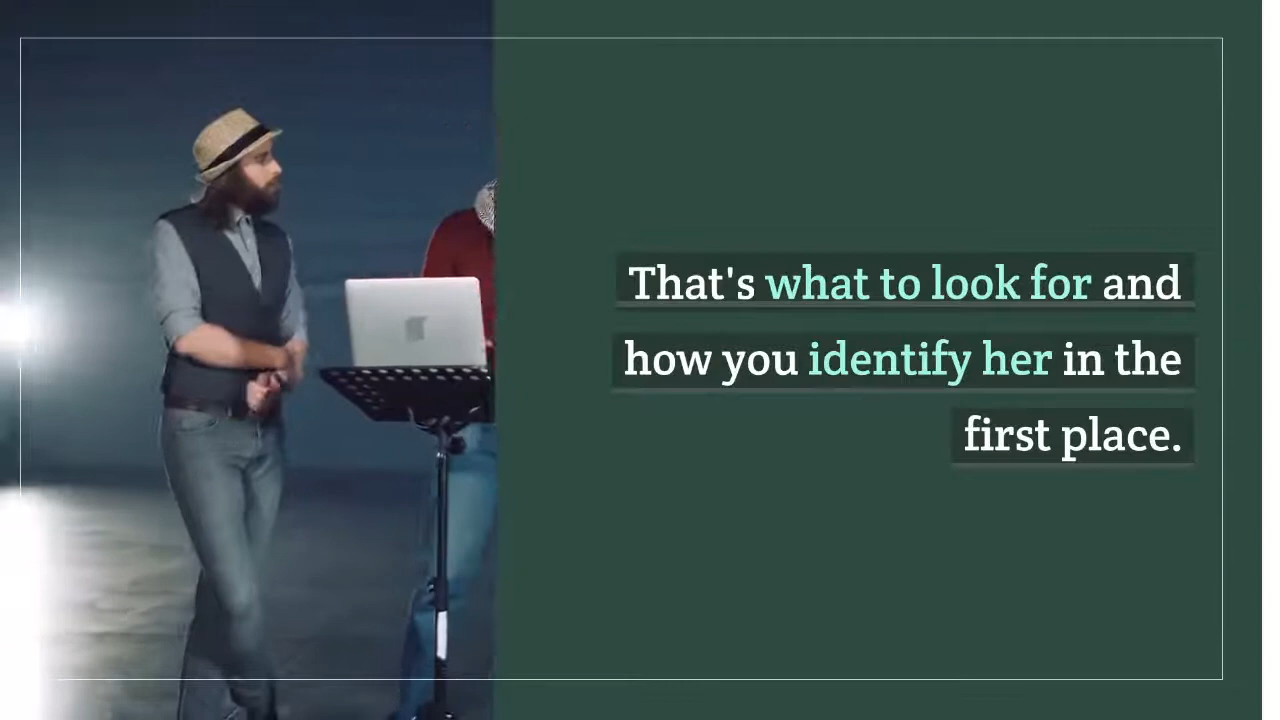 That's what to look for and
how you identify her in the
first place.